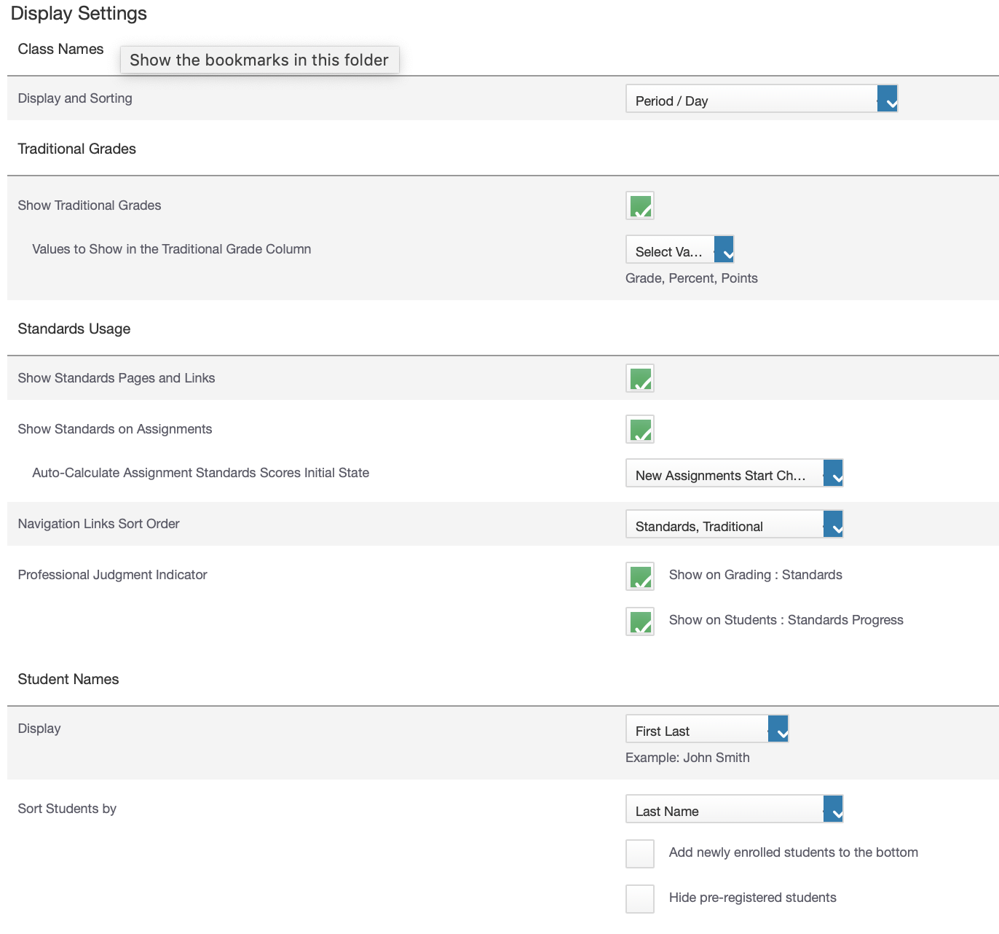 Display Settings
Class Names
Show the bookmarks in this folder
Display and Sorting
Period / Day
Traditional Grades
Show Traditional Grades
Values to Show in the Traditional Grade Column
Select Va...
Grade, Percent, Points
Standards Usage
Show Standards Pages and Links
Show Standards on Assignments
Auto-Calculate Assignment Standards Scores Initial State
New Assignments Start Ch...
Navigation Links Sort Order
Standards, Traditional
Professional Judgment Indicator
Show on Grading : Standards
Show on Students : Standards Progress
Student Names
Display
First Last
Example: John Smith
Sort Students by
Last Name
Add newly enrolled students to the bottom
Hide pre-registered students